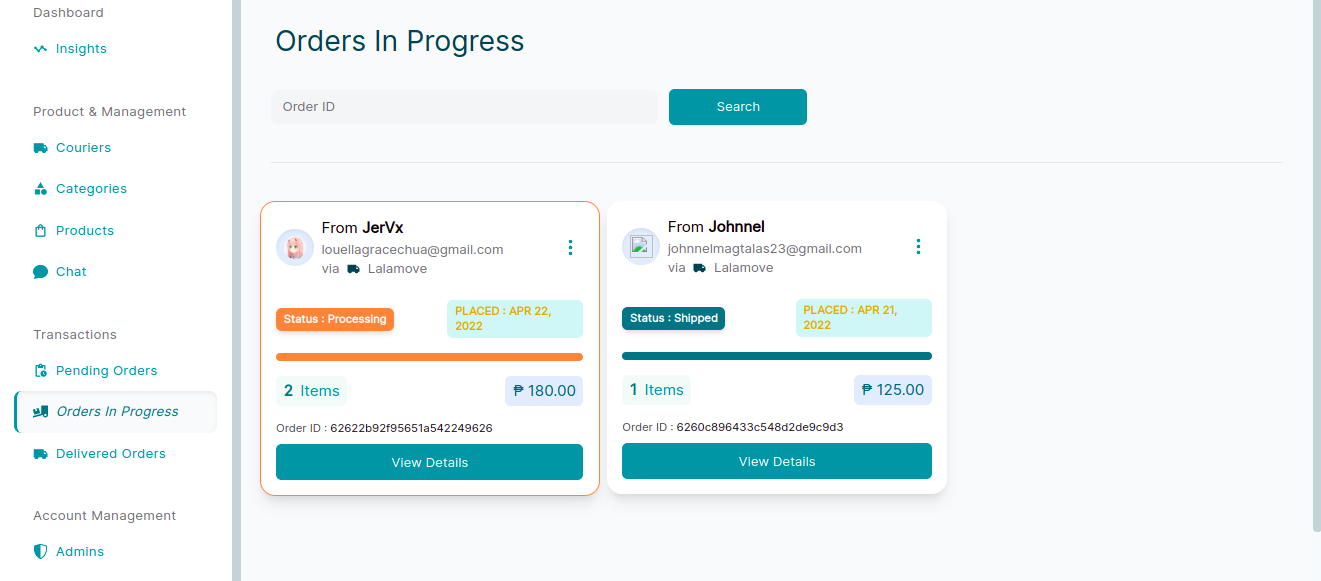 Dashboard
Insights
Product & Management
Couriers
Categories
Products
Chat
Transactions
Pending Orders
Orders In Progress
Delivered Orders
Account Management
Admins
Orders In Progress
Order ID
Search
From JerVx
louellagracechua@gmail.com
via Lalamove
Status : Processing
PLACED : APR 22,
2022
2 Items
₱ 180.00
Order ID : 62622b92f95651a542249626
View Details
From Johnnel
johnnelmagtalas23@gmail.com
via Lalamove
Status : Shipped
PLACED : APR 21,
2022
1 Items
₱ 125.00
Order ID : 6260c896433c548d2de9c9d3
View Details